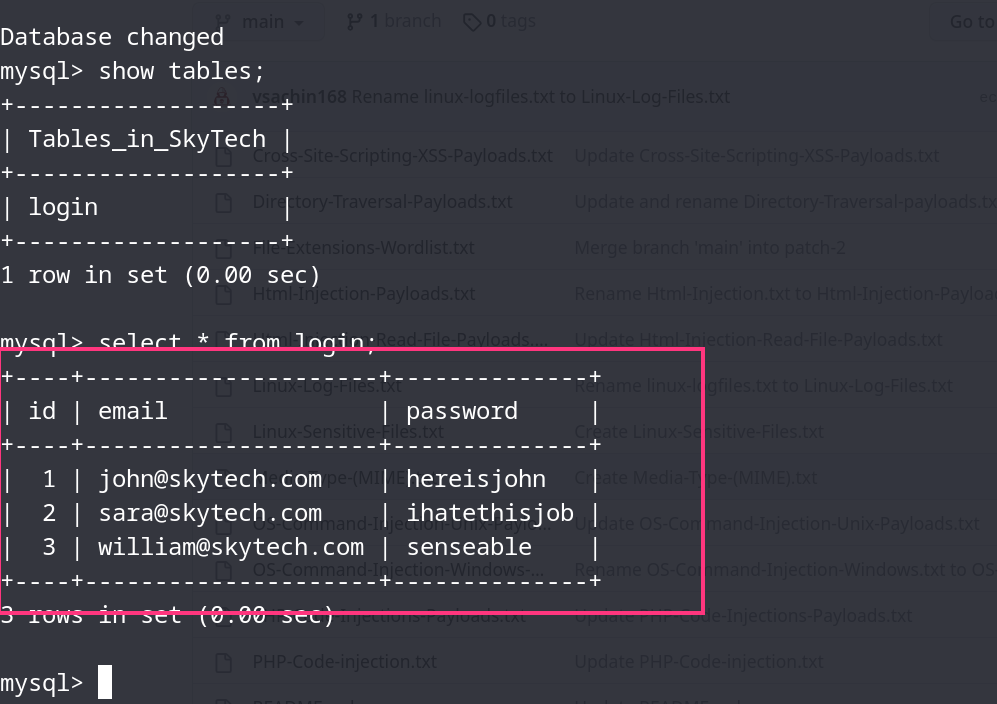 main 1 branch 0 tags Go to
Database changed
mysql> show tables;
vsachin168 Rename linux-logfiles.txt to Linux-Log-Files.txt
+------------------+
| Tables_in_SkyTech |
Cross-Site-Scripting-XSS-Payloads.txt Update Cross-Site-Scripting-XSS-Payloads.txt
+------------------+
| login |
Directory-Traversal-Payloads.txt Update and rename Directory-Traversal-payloads.tx
+------------------+
File-Extensions-Wordlist.txt Merge branch 'main' into patch-2
1 row in set (0.00 sec)
Html-Injection-Payloads.txt Rename Html-Injection.txt to Html-Injection-Payloa
mysql> select * from login;
Html-Injection-Read-File-Payloads.... Update Html-Injection-Read-File-Payloads.txt
+----+---------------------+--------------+
Linux-Log-Files.txt Rename linux-logfiles.txt to Linux-Log-Files.txt
| id | email | password |
Linux-Sensitive-Files.txt Create Linux-Sensitive-Files.txt
+----+---------------------+--------------+
| 1 | john@skytech.com | hereisjohn |
Create Media-Type-(MIME).txt
| 2 | sara@skytech.com | ihatethisjob |
OS-Command-Injection-Unix-Paylo... Update OS-Command-Injection-Unix-Payloads.txt
| 3 | william@skytech.com | senseable |
OS-Command-Injection-Windows-... Rename OS-Command-Injection-Windows.txt to OS
+----+---------------------+--------------+
3 rows in set (0.00 sec)
PHP-Code-Injections-Payloads.txt Update PHP-Code-Injections-Payloads.txt
PHP-Code-injection.txt Update PHP-Code-injection.txt
mysql>